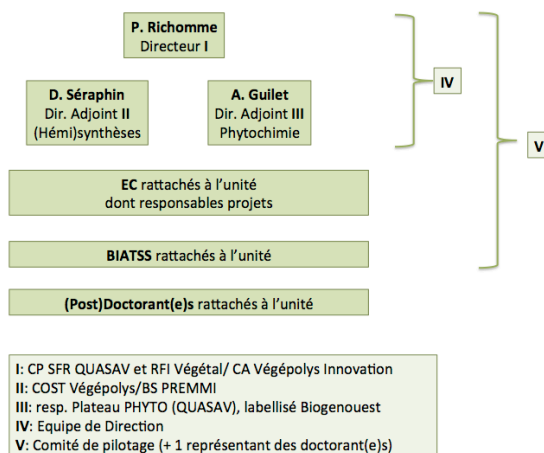 P. Richomme
Directeur I
D. Séraphin
Dir. Adjoint II
(Hémi)synthèses
A. Guilet
Dir. Adjoint III
Phytochimie
IV
V
EC rattachés à l'unité
dont responsables projets
BIATSS rattachés à l'unité
(Post)Doctorant(e)s rattachés à l'unité
I: CP SFR QUASAV et RFI Végétal/ CA Végépolys Innovation
II: COST Végépolys/BS PREMMI
III: resp. Plateau PHYTO (QUASAV), labellisé Biogenouest
IV: Equipe de Direction
V: Comité de pilotage (+ 1 représentant des doctorant(e)s)